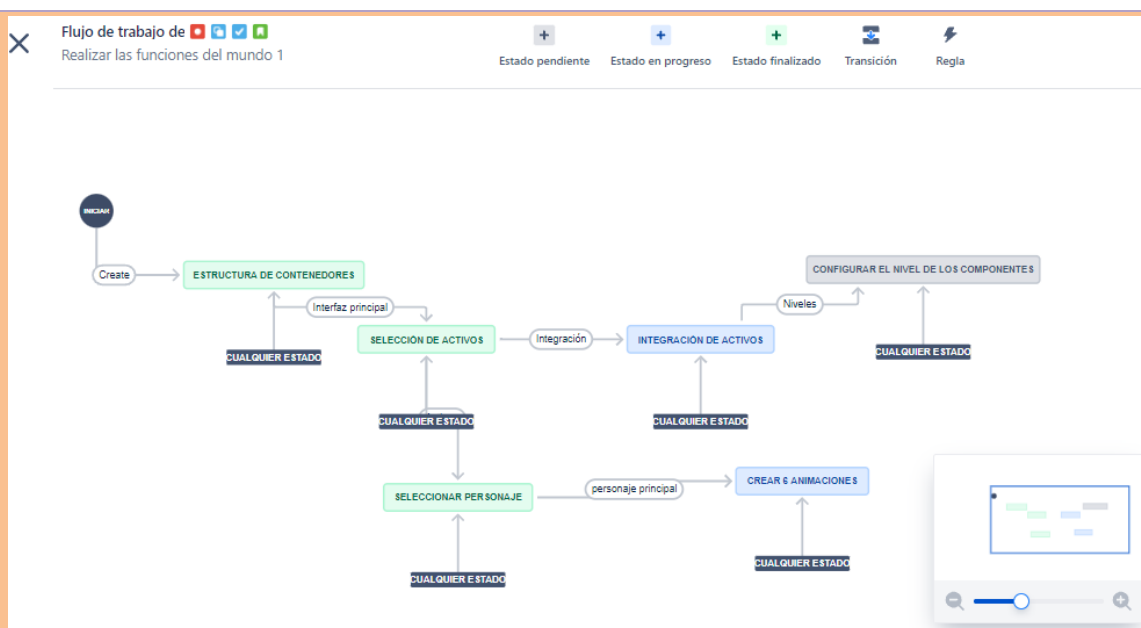 Flujo de trabajo de
Realizar las funciones del mundo 1
Estado pendiente
Estado en progreso
Estado finalizado
Transición
Regla
INICIAR
Create
ESTRUCTURA DE CONTENEDORES
Interfaz principal
CUALQUIER ESTADO
SELECCIÓN DE ACTIVOS
Integración
INTEGRACIÓN DE ACTIVOS
Niveles
CONFIGURAR EL NIVEL DE LOS COMPONENTES
CUALQUIER ESTADO
CUALQUIER ESTADO
CUALQUIER ESTADO
SELECCIONAR PERSONAJE
personaje principal
CREAR 6 ANIMACIONES
CUALQUIER ESTADO
CUALQUIER ESTADO